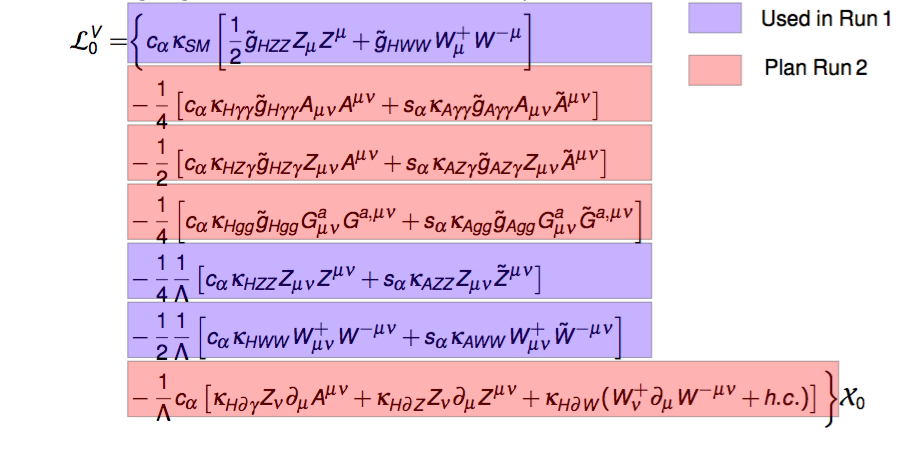 𝓛₀ⱽ = { c_α κ_SM [ 1/2 g̃_HZZ Z_μ Z^μ + g̃_HWW W_μ^+ W^−μ ]
− 1/4 [ c_α κ_Hγγ g̃_Hγγ A_μν A^μν + s_α κ_Aγγ g̃_Aγγ A_μν Ã^μν ]
− 1/2 [ c_α κ_HZγ g̃_HZγ Z_μν A^μν + s_α κ_AZγ g̃_AZγ Z_μν Ã^μν ]
− 1/4 [ c_α κ_Hgg g̃_Hgg G^a_μν G^a,μν + s_α κ_Agg g̃_Agg G^a_μν G̃^a,μν ]
− 1/4 1/Λ [ c_α κ_HZZ Z_μν Z^μν + s_α κ_AZZ Z_μν Z̃^μν ]
− 1/2 1/Λ [ c_α κ_HWW W^+_μν W^−μν + s_α κ_AWW W^+_μν W̃^−μν ]
− 1/Λ c_α [ κ_H∂γ Z_ν ∂_μ A^μν + κ_H∂Z Z_ν ∂_μ Z^μν + κ_H∂W (W_ν^+ ∂_μ W^−μν + h.c.) ] } 𝒳₀
Used in Run 1
Plan Run 2